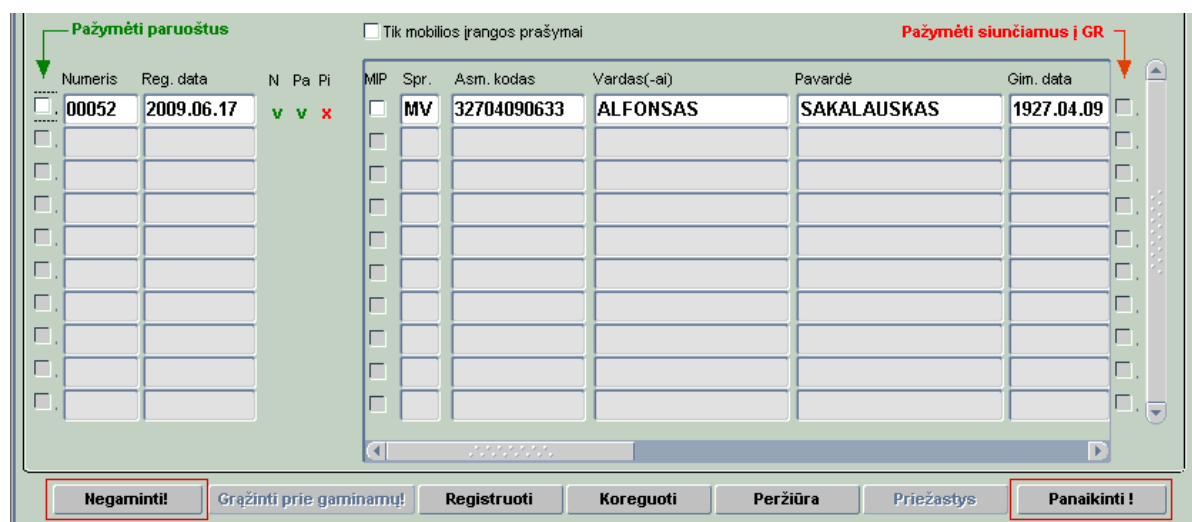 Pažymėti paruoštus Tik mobilios įrangos prašymai Pažymėti siunčiamus į GR
Numeris Reg. data N Pa Pi MIP Spr. Asm. kodas Vardas(-ai) Pavardė Gim. data
00052 2009.06.17 v v x MV 32704090633 ALFONSAS SAKALAUSKAS 1927.04.09
Negaminti! Grąžinti prie gaminamų! Registruoti Koreguoti Peržiūra Priežastys Panaikinti !